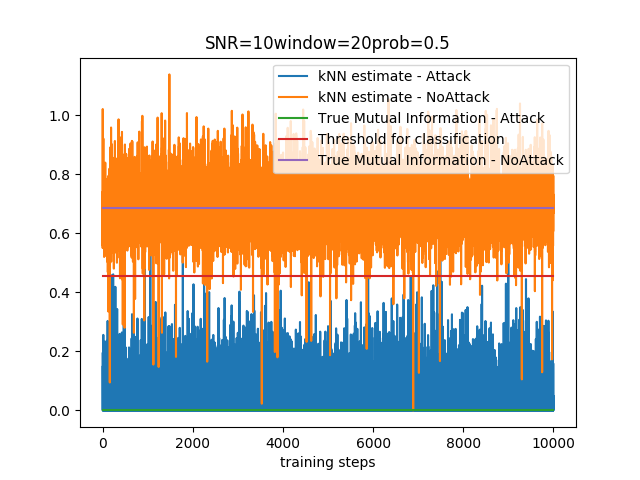 SNR=10window=20prob=0.5
kNN estimate - Attack
kNN estimate - NoAttack
True Mutual Information - Attack
Threshold for classification
True Mutual Information - NoAttack
1.0
0.8
0.6
0.4
0.2
0.0
0 2000 4000 6000 8000 10000
training steps